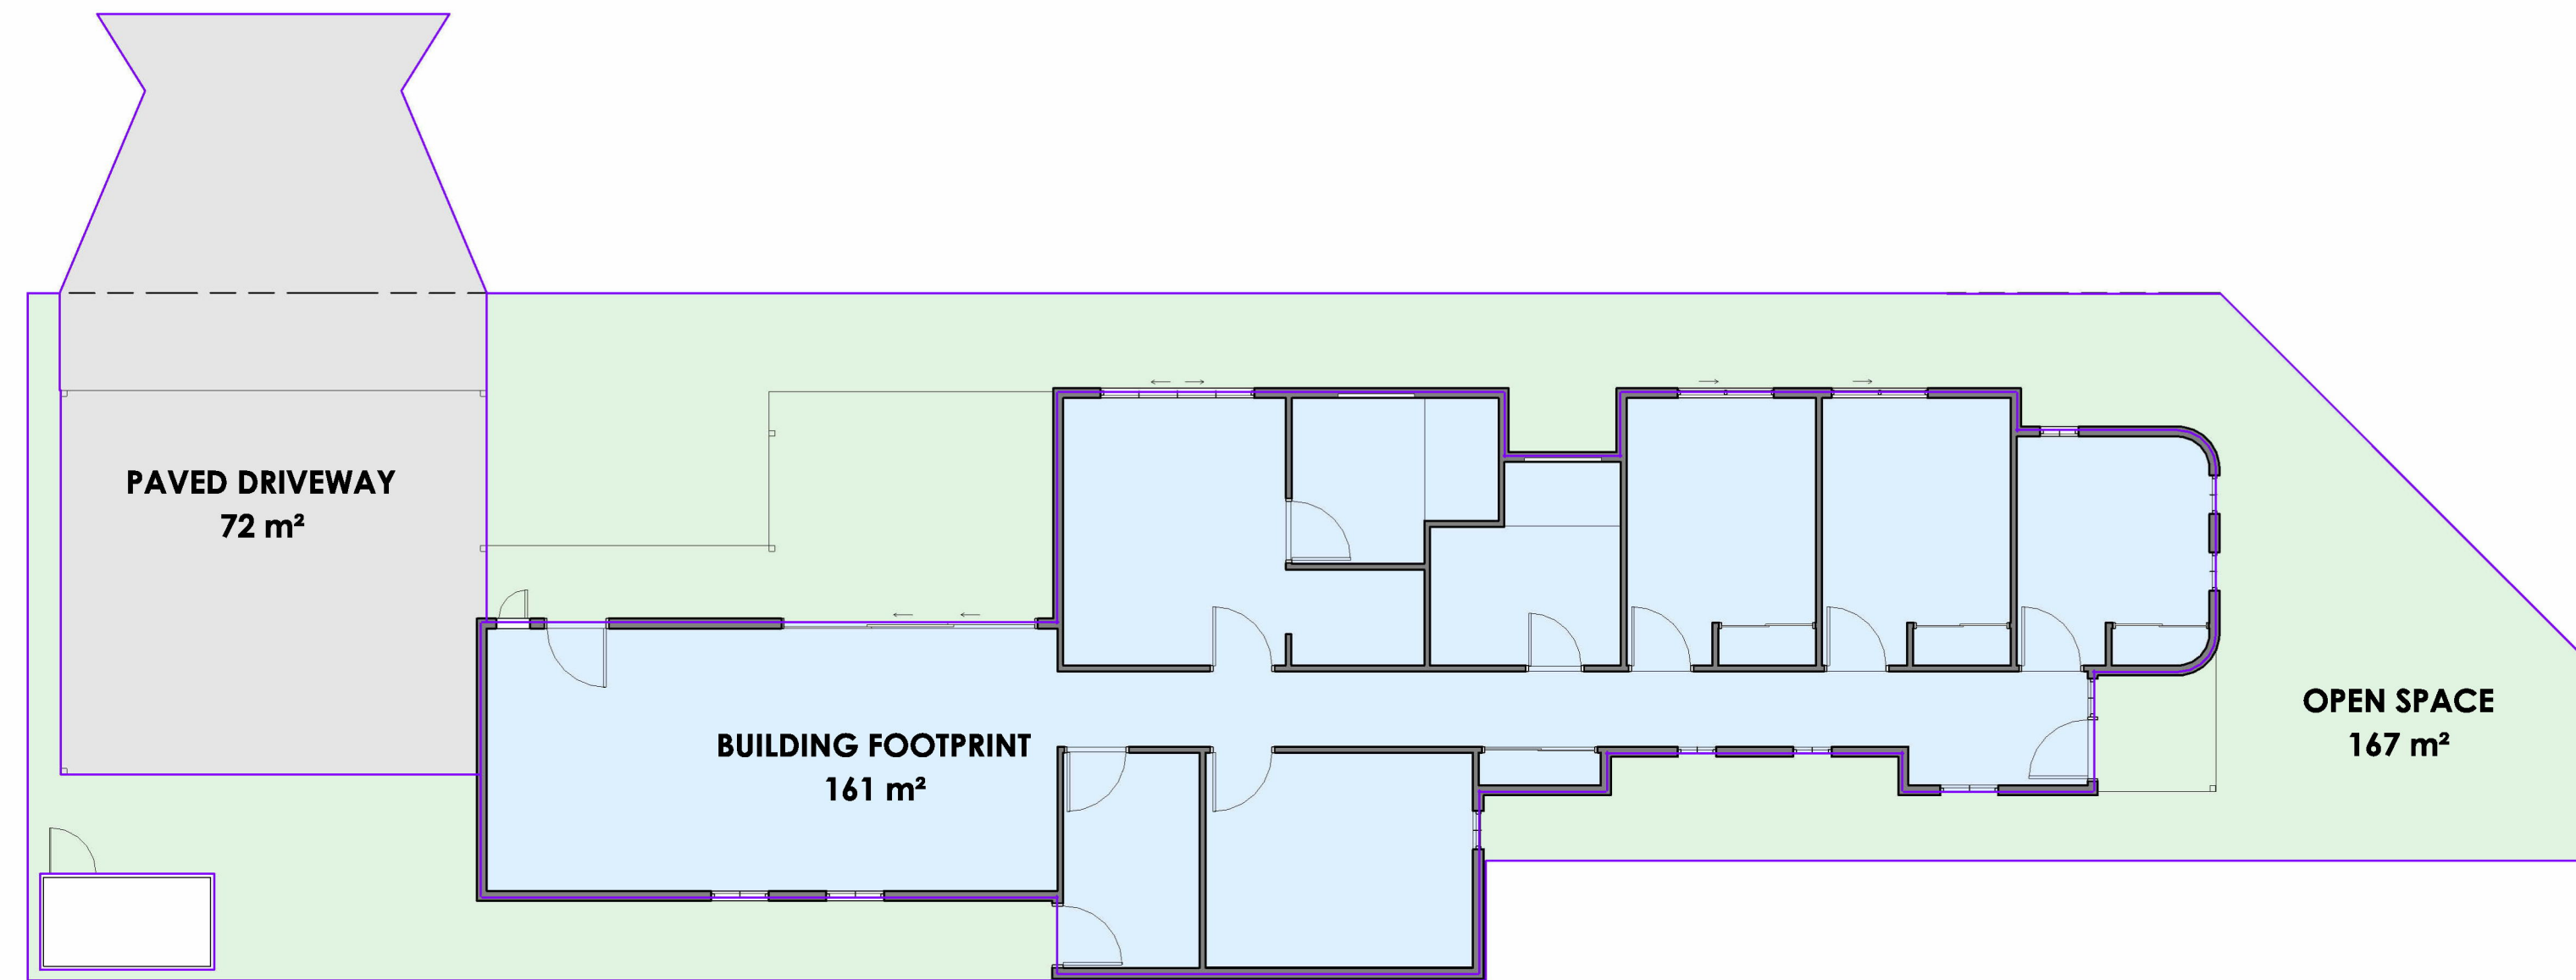 PAVED DRIVEWAY
72 m²
BUILDING FOOTPRINT
161 m²
OPEN SPACE
167 m²